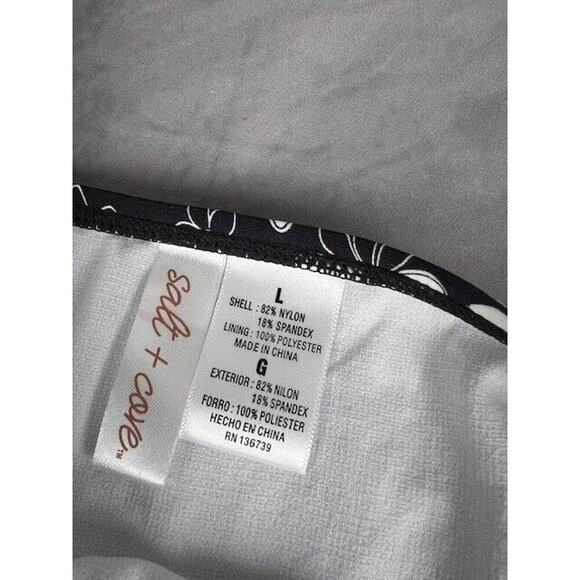 salt + cove™
L
SHELL : 82% NYLON
18% SPANDEX
LINING : 100% POLYESTER
MADE IN CHINA
G
EXTERIOR : 82% NILON
18% SPANDEX
FORRO : 100% POLIESTER
HECHO EN CHINA
RN 136739